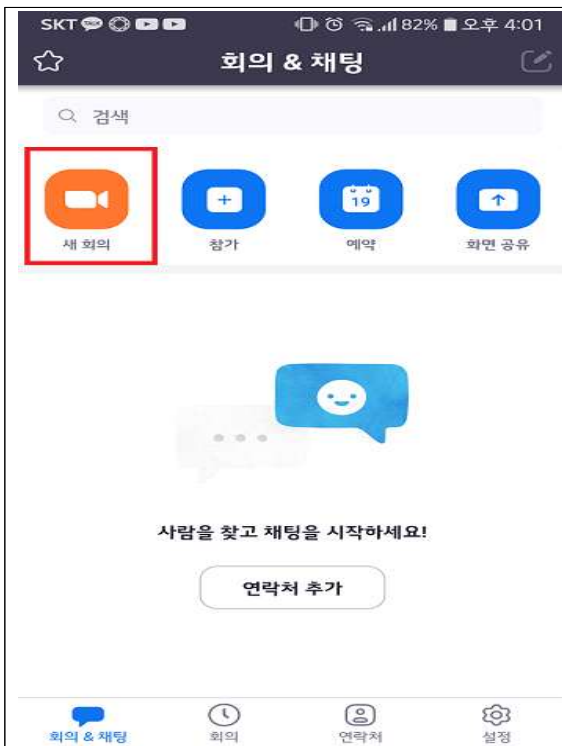 SKT 82% 오후 4:01
회의 & 채팅
검색
19
새 회의 참가 예약 화면 공유
사람을 찾고 채팅을 시작하세요!
연락처 추가
회의 & 채팅 회의 연락처 설정